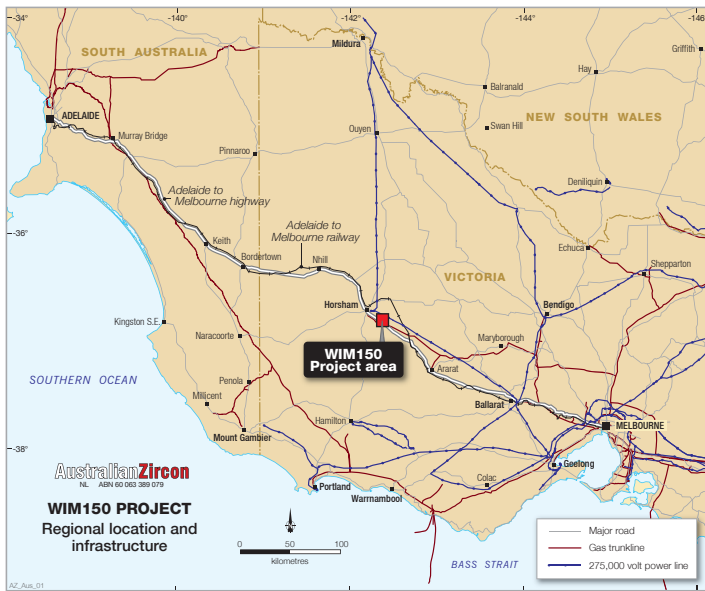 -34°
-140°
-142°
-144°
-146
SOUTH AUSTRALIA
Mildura
Griffith
Hay
Balranald
ADELAIDE
NEW SOUTH WALES
Murray Bridge
Ouyen
Swan Hill
Pinnaroo
Deniliquin
Adelaide to
Melbourne highway
-36°
Adelaide to
Melbourne railway
Keith
Echuca
Bordertown
Nhill
Shepparton
VICTORIA
Horsham
Bendigo
Kingston S.E.
Naracoorte
Maryborough
WIM150
Project area
Ararat
SOUTHERN OCEAN
Penola
Millicent
Ballarat
Hamilton
MELBOURNE
Mount Gambier
-38°
Geelong
AustralianZircon
NL ABN 60 063 389 079
Portland
Colac
Warrnambool
WIM150 PROJECT
Regional location and
infrastructure
0 50 100
kilometres
BASS STRAIT
Major road
Gas trunkline
275,000 volt power line
AZ_Aus_01